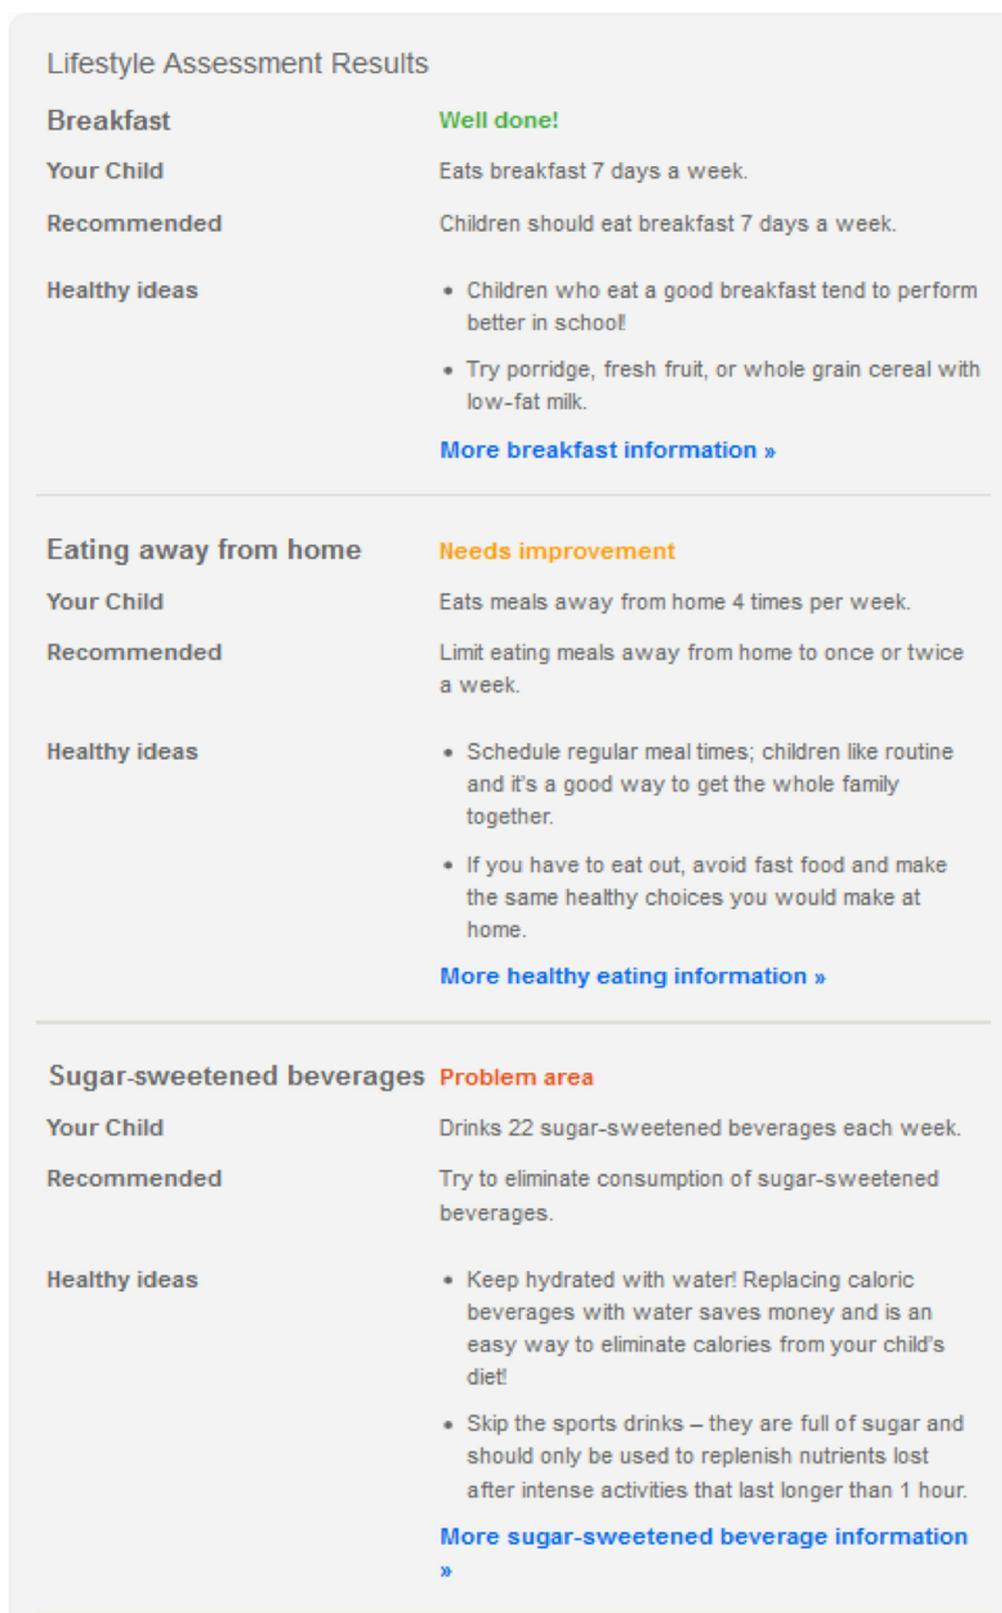 Lifestyle Assessment Results
Breakfast Well done!
Your Child Eats breakfast 7 days a week.
Recommended Children should eat breakfast 7 days a week.
Healthy ideas • Children who eat a good breakfast tend to perform
better in school!
• Try porridge, fresh fruit, or whole grain cereal with
low-fat milk.
More breakfast information »
Eating away from home Needs improvement
Your Child Eats meals away from home 4 times per week.
Recommended Limit eating meals away from home to once or twice
a week.
Healthy ideas • Schedule regular meal times; children like routine
and it's a good way to get the whole family
together.
• If you have to eat out, avoid fast food and make
the same healthy choices you would make at
home.
More healthy eating information »
Sugar-sweetened beverages Problem area
Your Child Drinks 22 sugar-sweetened beverages each week.
Recommended Try to eliminate consumption of sugar-sweetened
beverages.
Healthy ideas • Keep hydrated with water! Replacing caloric
beverages with water saves money and is an
easy way to eliminate calories from your child's
diet!
• Skip the sports drinks – they are full of sugar and
should only be used to replenish nutrients lost
after intense activities that last longer than 1 hour.
More sugar-sweetened beverage information
»